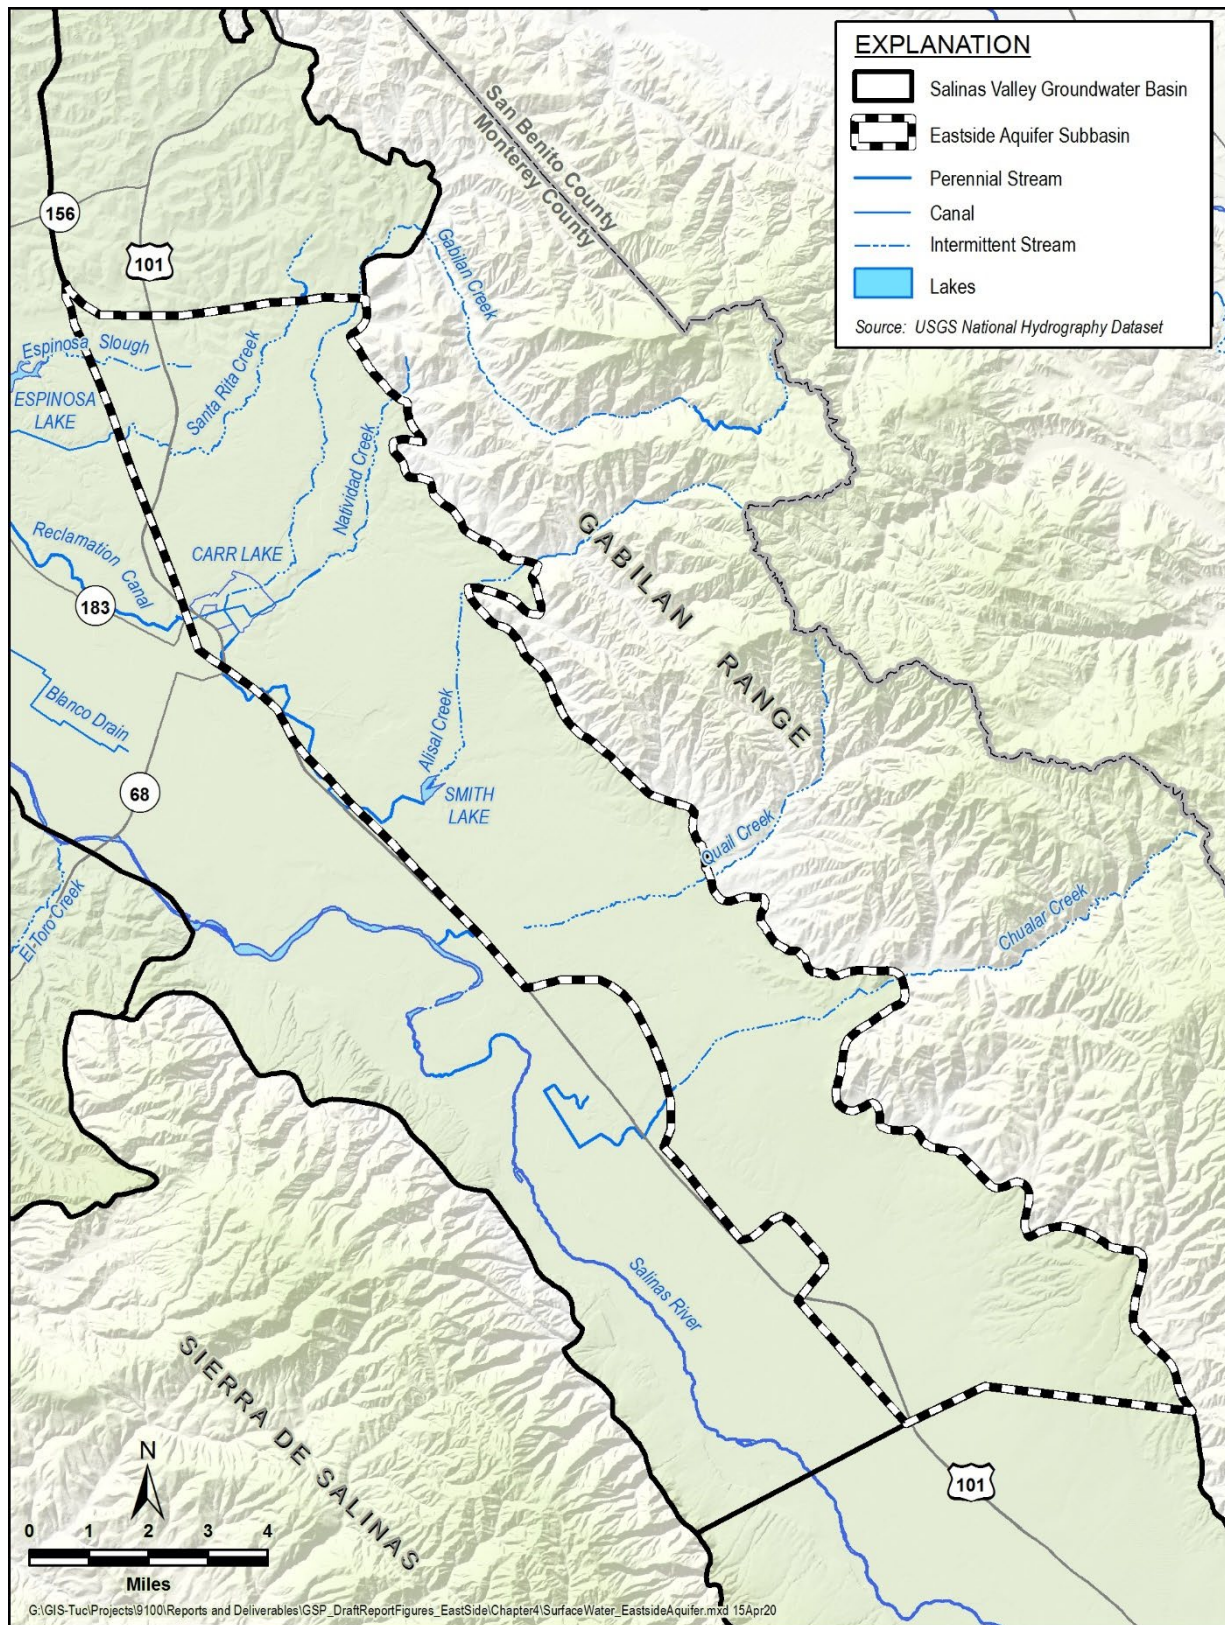 EXPLANATION
Salinas Valley Groundwater Basin
Eastside Aquifer Subbasin
Perennial Stream
Canal
Intermittent Stream
Lakes
Source: USGS National Hydrography Dataset
San Benito County
Monterey County
156
101
Gabilan Creek
Espinosa Slough
ESPINOSA
LAKE
Santa Rita Creek
Natividad Creek
Reclamation Canal
CARR LAKE
183
GABILAN RANGE
Blanco Drain
68
Alisal Creek
SMITH
LAKE
Quail Creek
El-Toro Creek
Chualar Creek
Salinas River
SIERRA DE SALINAS
101
N
0 1 2 3 4
Miles
G:\GIS-Tuc\Projects\9100\Reports and Deliverables\GSP_DraftReportFigures_EastSide\Chapter4\SurfaceWater_EastsideAquifer.mxd 15Apr20